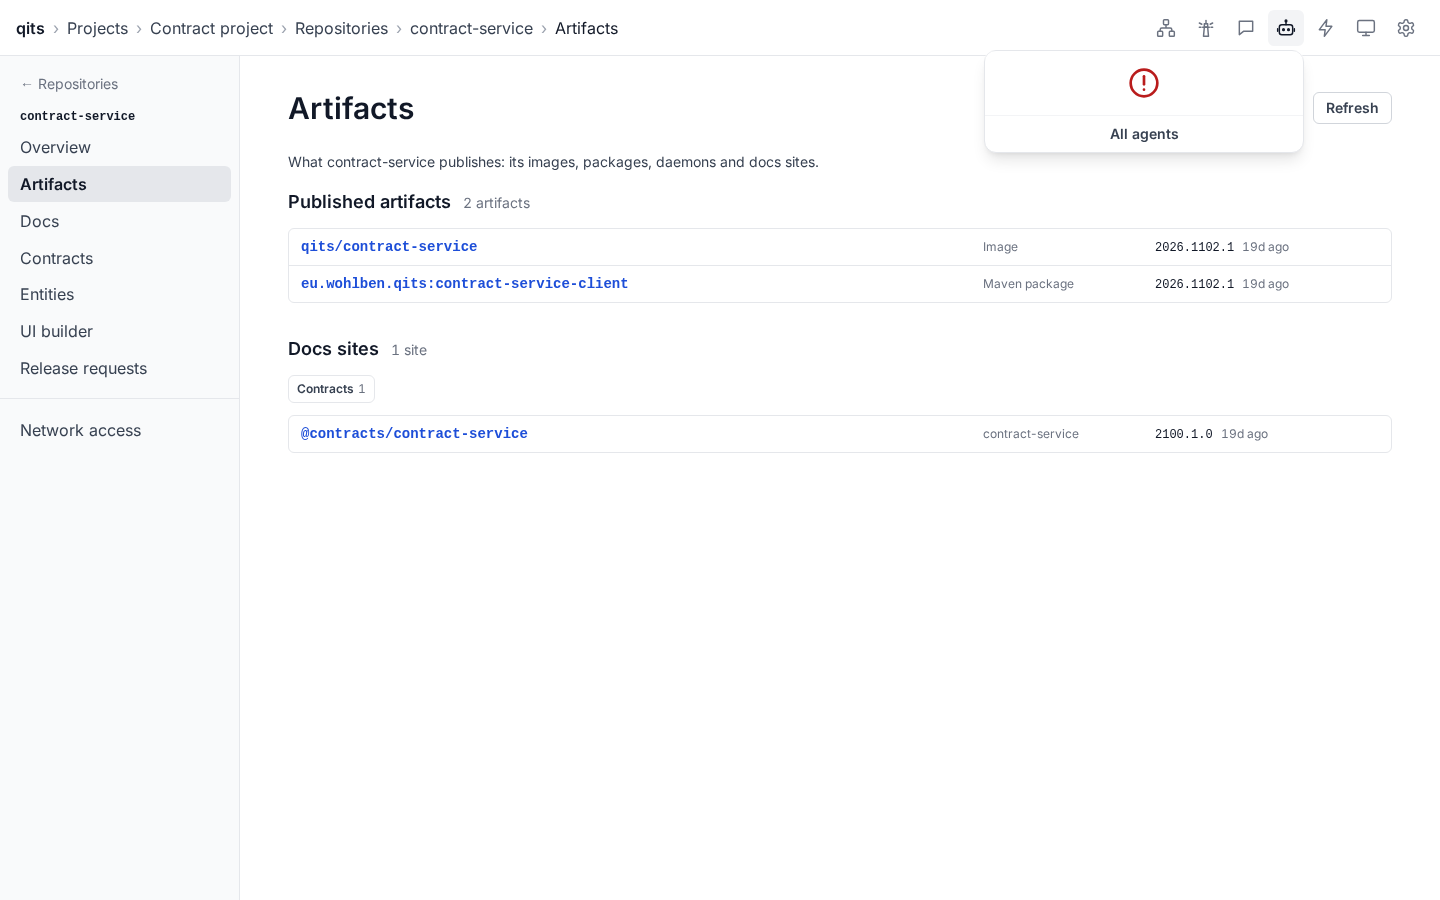 qits › Projects › Contract project › Repositories › contract-service › Artifacts
← Repositories
contract-service
Overview
Artifacts
Docs
Contracts
Entities
UI builder
Release requests
Network access
All agents
Artifacts
Refresh
What contract-service publishes: its images, packages, daemons and docs sites.
Published artifacts 2 artifacts
qits/contract-service Image 2026.1102.1 19d ago
eu.wohlben.qits:contract-service-client Maven package 2026.1102.1 19d ago
Docs sites 1 site
Contracts 1
@contracts/contract-service contract-service 2100.1.0 19d ago